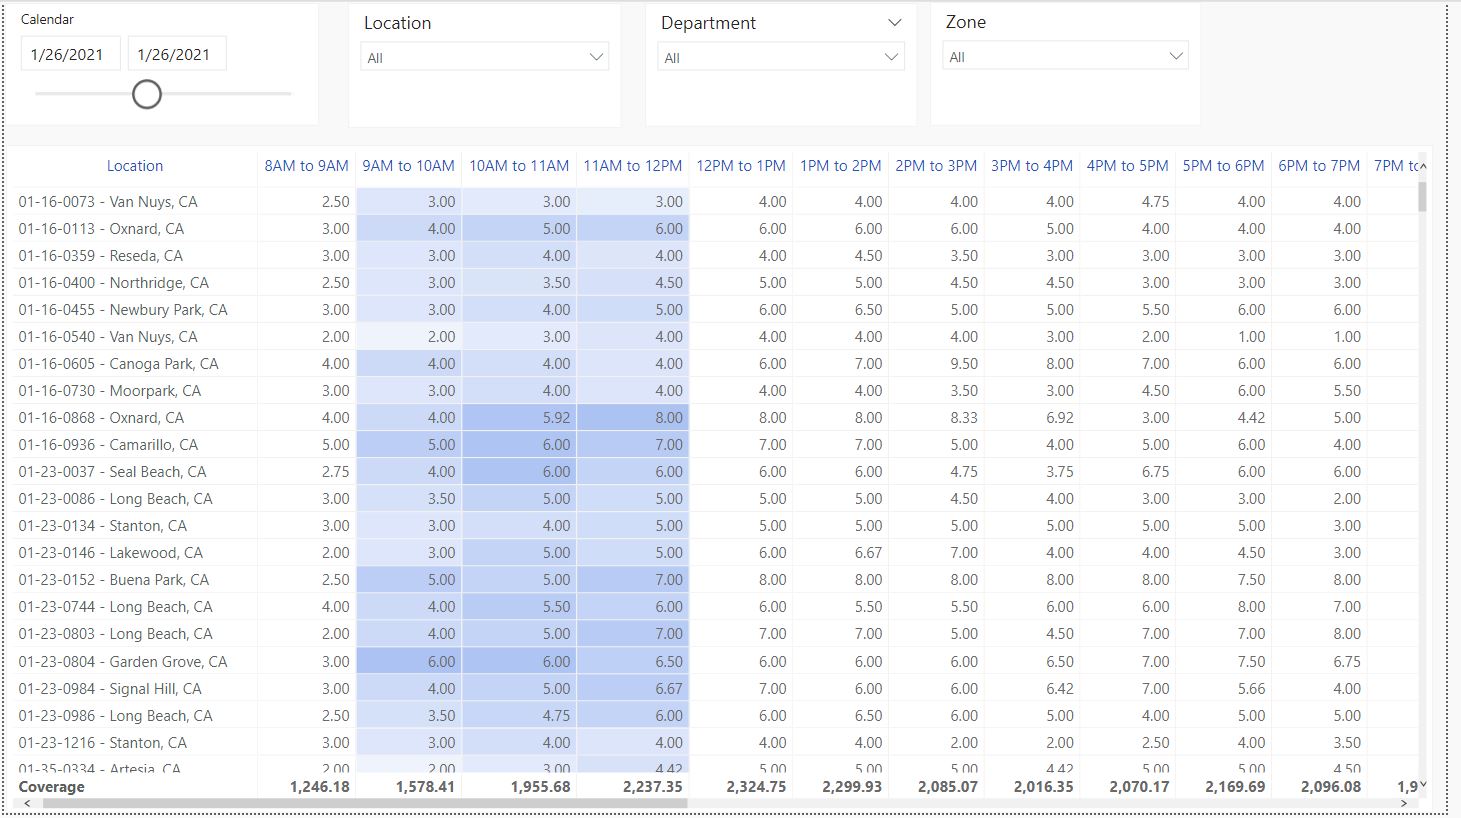 Calendar
1/26/2021 1/26/2021
Location
All
Department
All
Zone
All
Location 8AM to 9AM 9AM to 10AM 10AM to 11AM 11AM to 12PM 12PM to 1PM 1PM to 2PM 2PM to 3PM 3PM to 4PM 4PM to 5PM 5PM to 6PM 6PM to 7PM 7PM to
01-16-0073 - Van Nuys, CA 2.50 3.00 3.00 3.00 4.00 4.00 4.00 4.00 4.75 4.00 4.00
01-16-0113 - Oxnard, CA 3.00 4.00 5.00 6.00 6.00 6.00 6.00 5.00 4.00 4.00 4.00
01-16-0359 - Reseda, CA 3.00 3.00 4.00 4.00 4.00 4.50 3.50 3.00 3.00 3.00 3.00
01-16-0400 - Northridge, CA 2.50 3.00 3.50 4.50 5.00 5.00 4.50 4.50 3.00 3.00 3.00
01-16-0455 - Newbury Park, CA 3.00 3.00 4.00 5.00 6.00 6.50 5.00 5.00 5.50 6.00 6.00
01-16-0540 - Van Nuys, CA 2.00 2.00 3.00 4.00 4.00 4.00 4.00 3.00 2.00 1.00 1.00
01-16-0605 - Canoga Park, CA 4.00 4.00 4.00 4.00 6.00 7.00 9.50 8.00 7.00 6.00 6.00
01-16-0730 - Moorpark, CA 3.00 3.00 4.00 4.00 4.00 4.00 3.50 3.00 4.50 6.00 5.50
01-16-0868 - Oxnard, CA 4.00 4.00 5.92 8.00 8.00 8.00 8.33 6.92 3.00 4.42 5.00
01-16-0936 - Camarillo, CA 5.00 5.00 6.00 7.00 7.00 7.00 5.00 4.00 5.00 6.00 4.00
01-23-0037 - Seal Beach, CA 2.75 4.00 6.00 6.00 6.00 6.00 4.75 3.75 6.75 6.00 6.00
01-23-0086 - Long Beach, CA 3.00 3.50 5.00 5.00 5.00 5.00 4.50 4.00 3.00 3.00 2.00
01-23-0134 - Stanton, CA 3.00 3.00 4.00 5.00 5.00 5.00 5.00 5.00 5.00 5.00 3.00
01-23-0146 - Lakewood, CA 2.00 3.00 5.00 5.00 6.00 6.67 7.00 4.00 4.00 4.50 3.00
01-23-0152 - Buena Park, CA 2.50 5.00 5.00 7.00 8.00 8.00 8.00 8.00 8.00 7.50 8.00
01-23-0744 - Long Beach, CA 4.00 4.00 5.50 6.00 6.00 5.50 5.50 6.00 6.00 8.00 7.00
01-23-0803 - Long Beach, CA 2.00 4.00 5.00 7.00 7.00 7.00 5.00 4.50 7.00 7.00 8.00
01-23-0804 - Garden Grove, CA 3.00 6.00 6.00 6.50 6.00 6.00 6.00 6.50 7.00 7.50 6.75
01-23-0984 - Signal Hill, CA 3.00 4.00 5.00 6.67 7.00 6.00 6.00 6.42 7.00 5.66 4.00
01-23-0986 - Long Beach, CA 2.50 3.50 4.75 6.00 6.00 6.50 6.00 5.00 4.00 5.00 5.00
01-23-1216 - Stanton, CA 3.00 3.00 4.00 4.00 4.00 4.00 2.00 2.00 2.50 4.00 3.50
01-35-0334 - Artesia, CA 2.00 2.00 3.00 4.42 5.00 5.00 5.00 4.42 5.00 5.00 4.50
Coverage 1,246.18 1,578.41 1,955.68 2,237.35 2,324.75 2,299.93 2,085.07 2,016.35 2,070.17 2,169.69 2,096.08 1,9